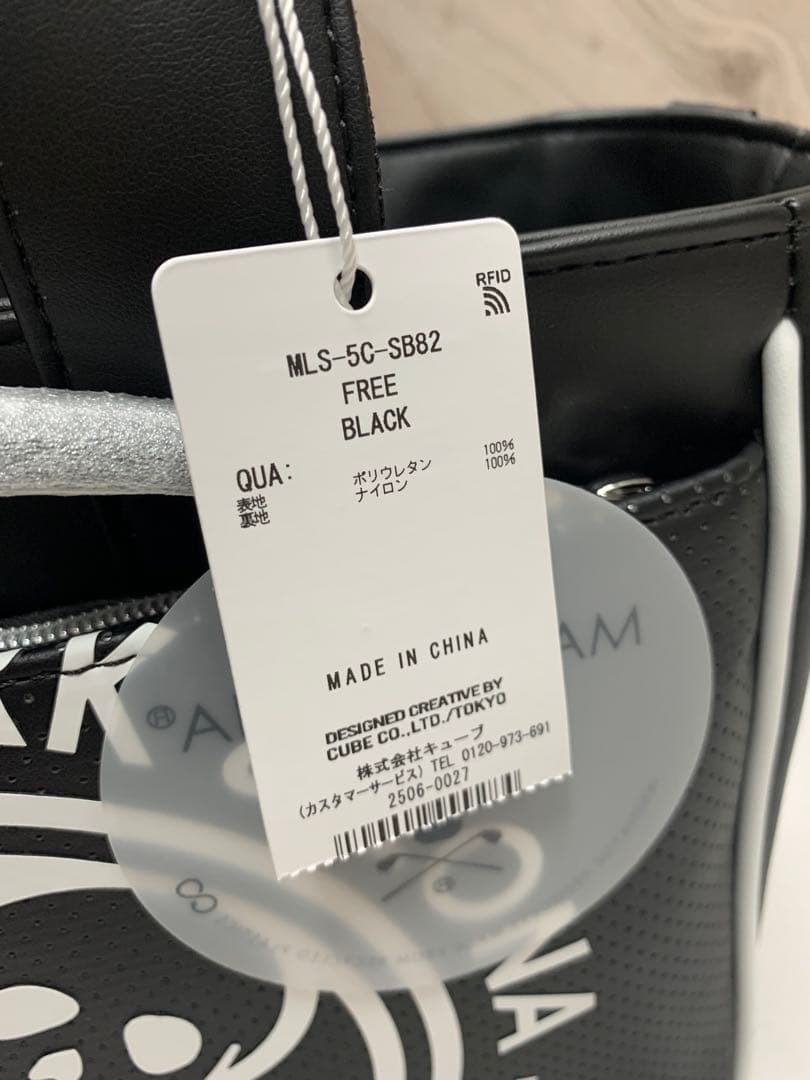 RFID
MLS-5C-SB82
FREE
BLACK
QUA:
表地 ポリウレタン 100%
裏地 ナイロン 100%
MADE IN CHINA
DESIGNED CREATIVE BY
CUBE CO.,LTD./TOKYO
株式会社キューブ
(カスタマーサービス) TEL 0120-973-691
2506-0027
AK
NA